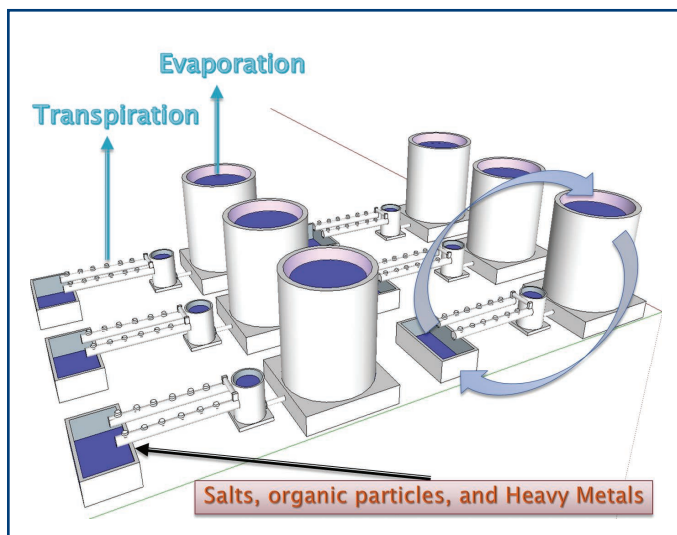 Evaporation
Transpiration
Salts, organic particles, and Heavy Metals